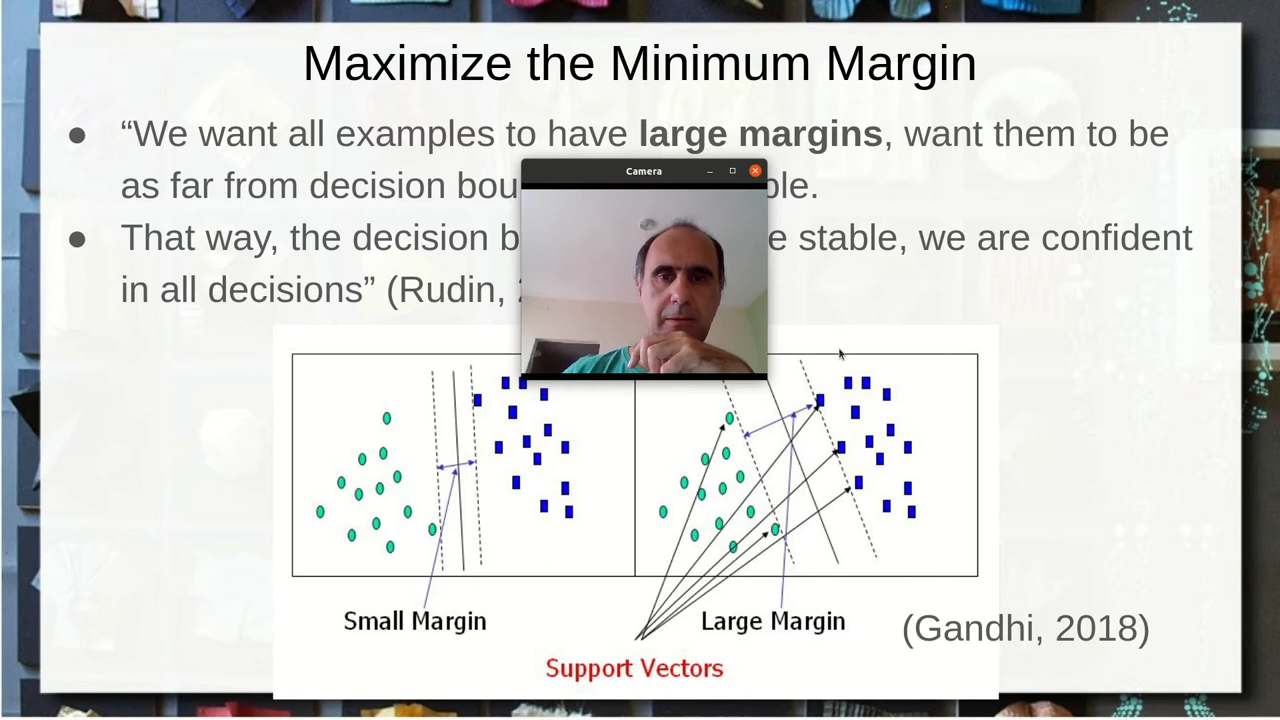 Maximize the Minimum Margin
● “We want all examples to have large margins, want them to be
as far from decision bou ble.
● That way, the decision b e stable, we are confident
in all decisions” (Rudin,
Camera
Small Margin
Large Margin
(Gandhi, 2018)
Support Vectors